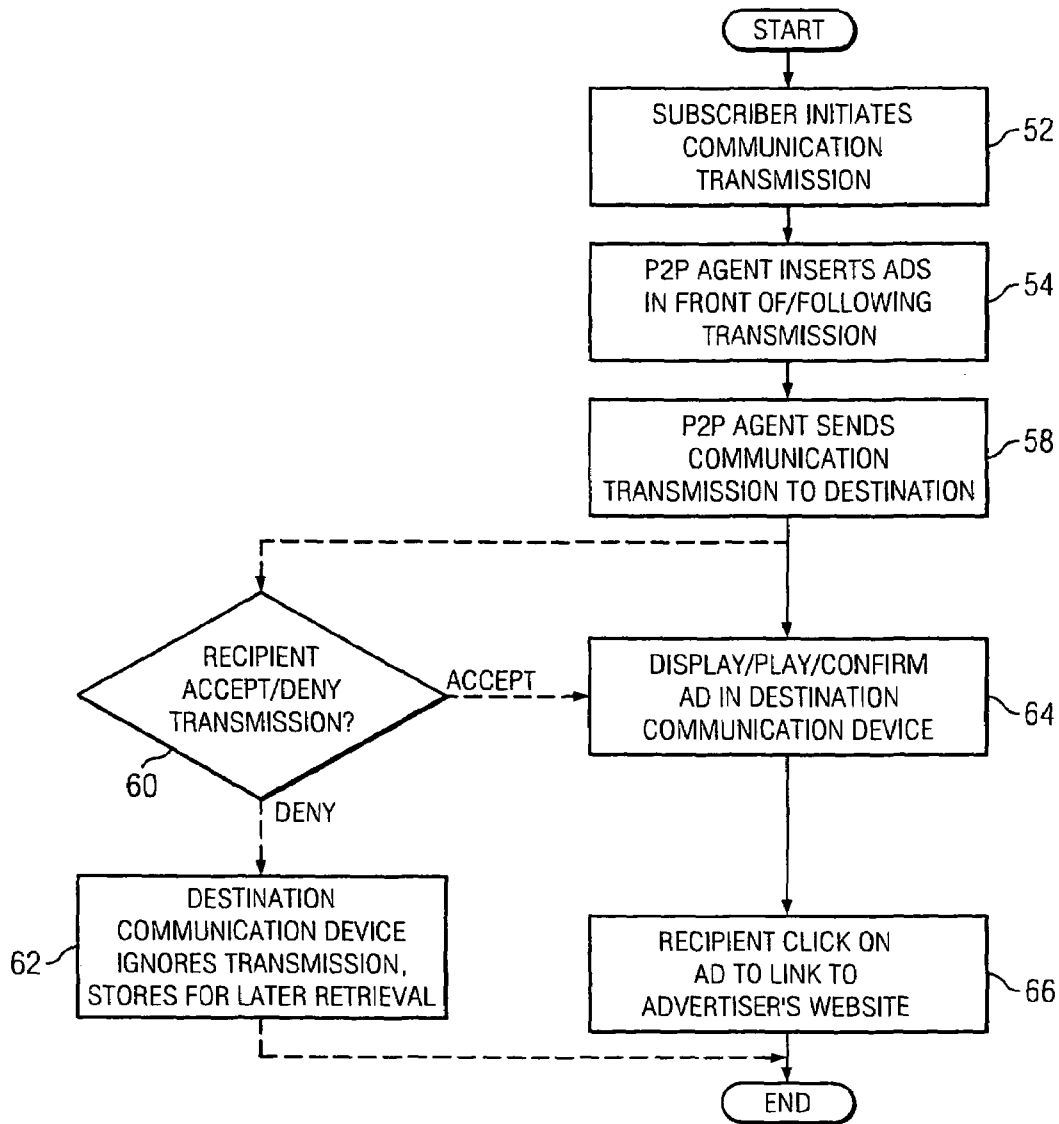 START
SUBSCRIBER INITIATES
COMMUNICATION
TRANSMISSION
52
P2P AGENT INSERTS ADS
IN FRONT OF/FOLLOWING
TRANSMISSION
54
P2P AGENT SENDS
COMMUNICATION
TRANSMISSION TO DESTINATION
58
RECIPIENT
ACCEPT/DENY
TRANSMISSION?
60
ACCEPT
DENY
DISPLAY/PLAY/CONFIRM
AD IN DESTINATION
COMMUNICATION DEVICE
64
DESTINATION
COMMUNICATION DEVICE
IGNORES TRANSMISSION,
STORES FOR LATER RETRIEVAL
62
RECIPIENT CLICK ON
AD TO LINK TO
ADVERTISER'S WEBSITE
66
END